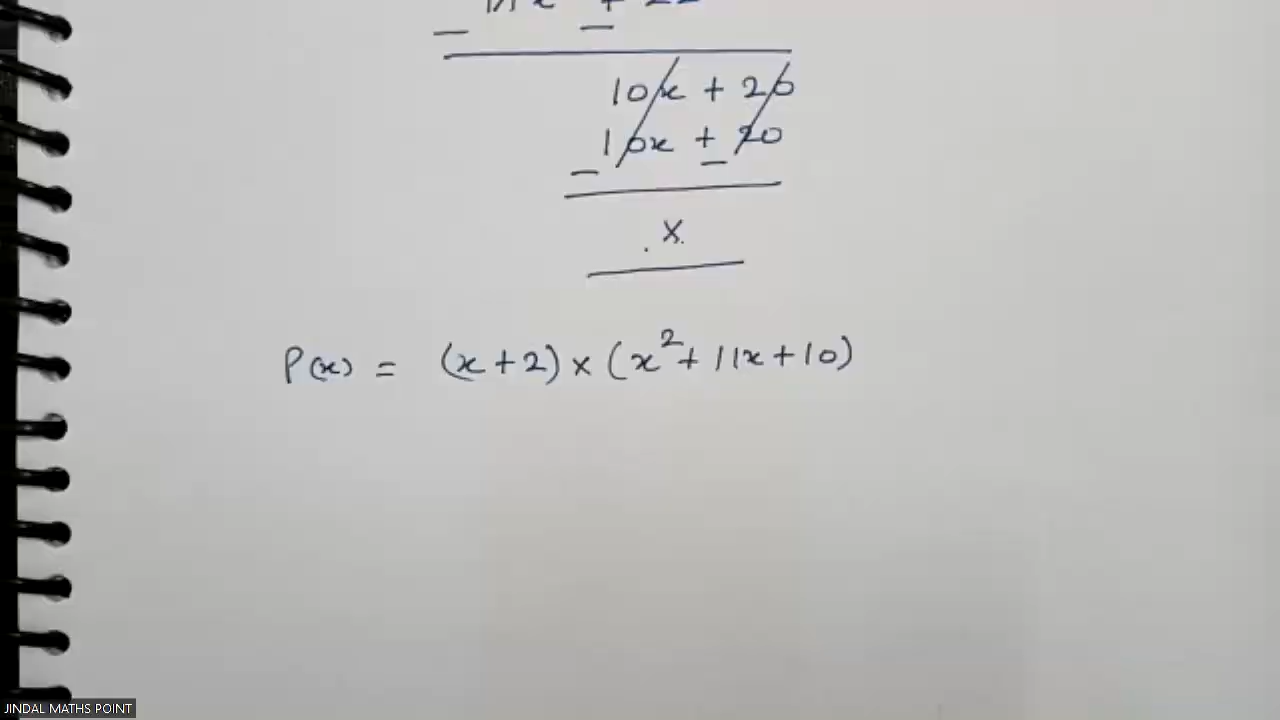 10x + 20
10x + 20
_ _
x
P(x) = (x+2) × (x² + 11x + 10)
JINDAL MATHS POINT